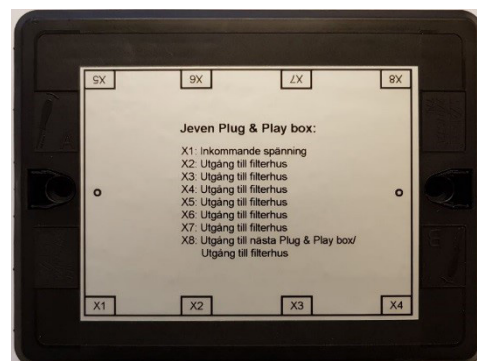 X5 X6 X7 X8
Jeven Plug & Play box:
X1: Inkommande spänning
X2: Utgång till filterhus
X3: Utgång till filterhus
X4: Utgång till filterhus
X5: Utgång till filterhus
X6: Utgång till filterhus
X7: Utgång till filterhus
X8: Utgång till nästa Plug & Play box/
Utgång till filterhus
X1 X2 X3 X4